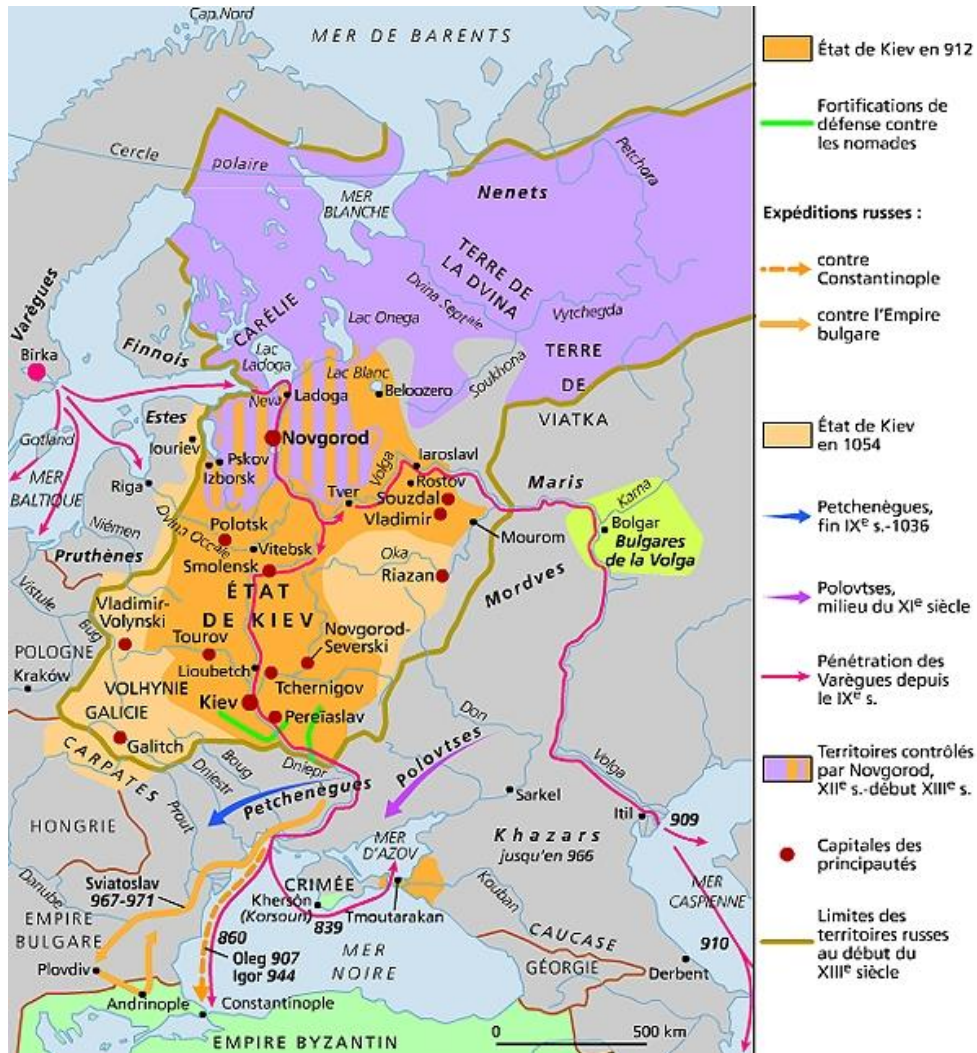 Cap Nord
MER DE BARENTS
Cercle
polaire
Petchora
Nenets
MER
BLANCHE
TERRE DE
LA DVINA
Dvina Septale
Vytchegda
CARÉLIE
Lac Onega
Varègues
Birka
Finnois
Lac
Ladoga
Lac Blanc
TERRE
DE
VIATKA
Soukhona
Neva
Ladoga
Beloozero
Estes
Gotland
Iouriev
Novgorod
Pskov
Izborsk
MER
BALTIQUE
Riga
Volga
Iaroslavl
Rostov
Souzdal
Vladimir
Tver
Maris
Kama
Bolgar
Bulgares
de la Volga
Niémen
Dvina Occale
Polotsk
Vitebsk
Mourom
Pruthènes
Smolensk
Oka
Riazan
Mordves
Vistule
ÉTAT
DE KIEV
Vladimir-
Volynski
Bug
Tourov
Novgorod-
Severski
POLOGNE
Kraków
Lioubetch
VOLHYNIE
Tchernigov
Kiev
GALICIE
Pereïaslav
Galitch
Don
CARPATES
Dniestr
Boug
Dniepr
Polovtses
Volga
Prout
Petchenègues
Sarkel
Itil
909
HONGRIE
Khazars
jusqu'en 966
MER
D'AZOV
Sviatoslav
967-971
CRIMÉE
Danube
Kherson
(Korsoun)
839
Tmoutarakan
Kouban
MER
CASPIENNE
EMPIRE
BULGARE
860
Oleg 907
Igor 944
CAUCASE
910
Plovdiv
MER
NOIRE
GÉORGIE
Derbent
Andrinople
Constantinople
0 500 km
EMPIRE BYZANTIN
État de Kiev en 912
Fortifications de
défense contre
les nomades
Expéditions russes :
contre
Constantinople
contre l'Empire
bulgare
État de Kiev
en 1054
Petchenègues,
fin IXe s.-1036
Polovtses,
milieu du XIe siècle
Pénétration des
Varègues depuis
le IXe s.
Territoires contrôlés
par Novgorod,
XIIe s.-début XIIIe s.
Capitales des
principautés
Limites des
territoires russes
au début du
XIIIe siècle